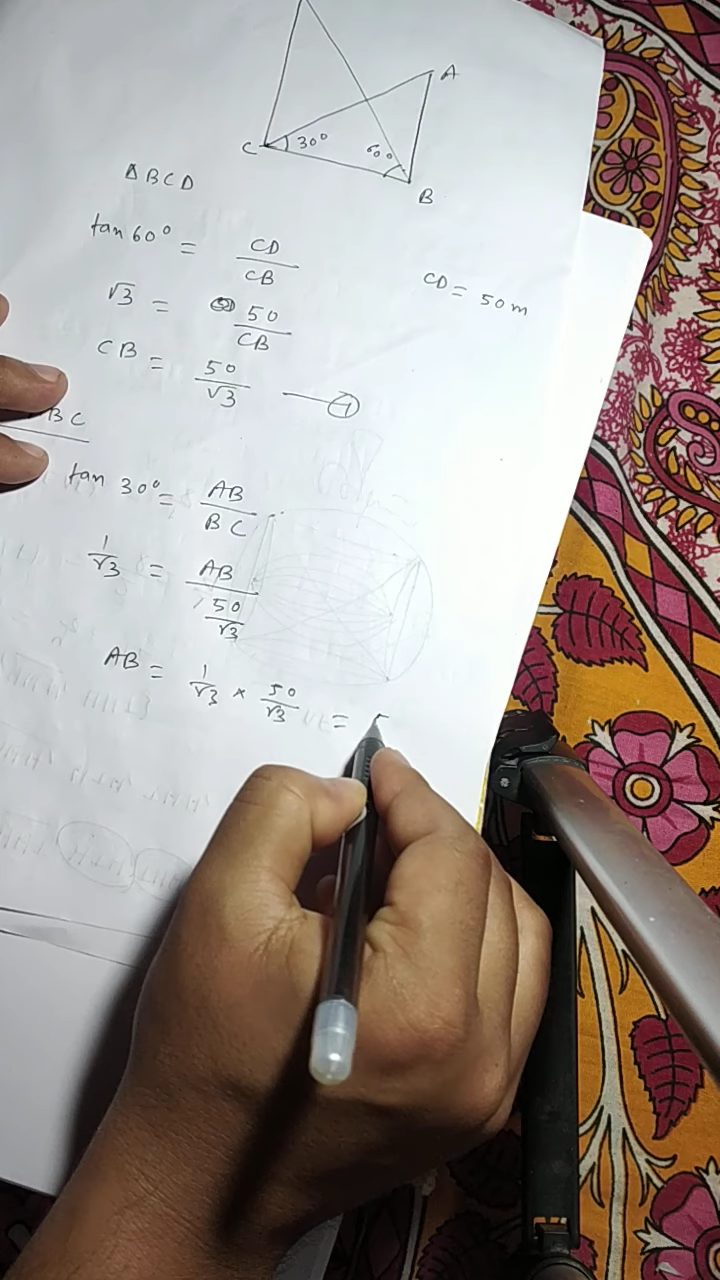 A
C 30° 60°
B
Δ BCD
tan 60° = CD / CB
CD = 50 m
√3 = 50 / CB
CB = 50 / √3 — 1
BC
tan 30° = AB / BC
1 / √3 = AB / 50 / √3
AB = 1 / √3 × 50 / √3 =